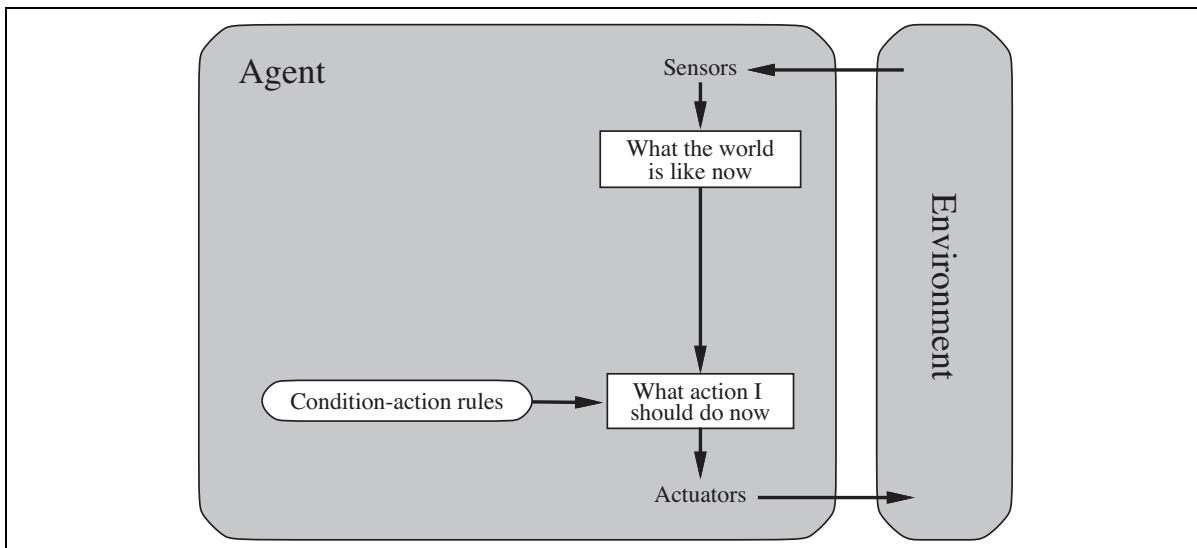 Agent
Sensors
What the world
is like now
Environment
Condition-action rules
What action I
should do now
Actuators